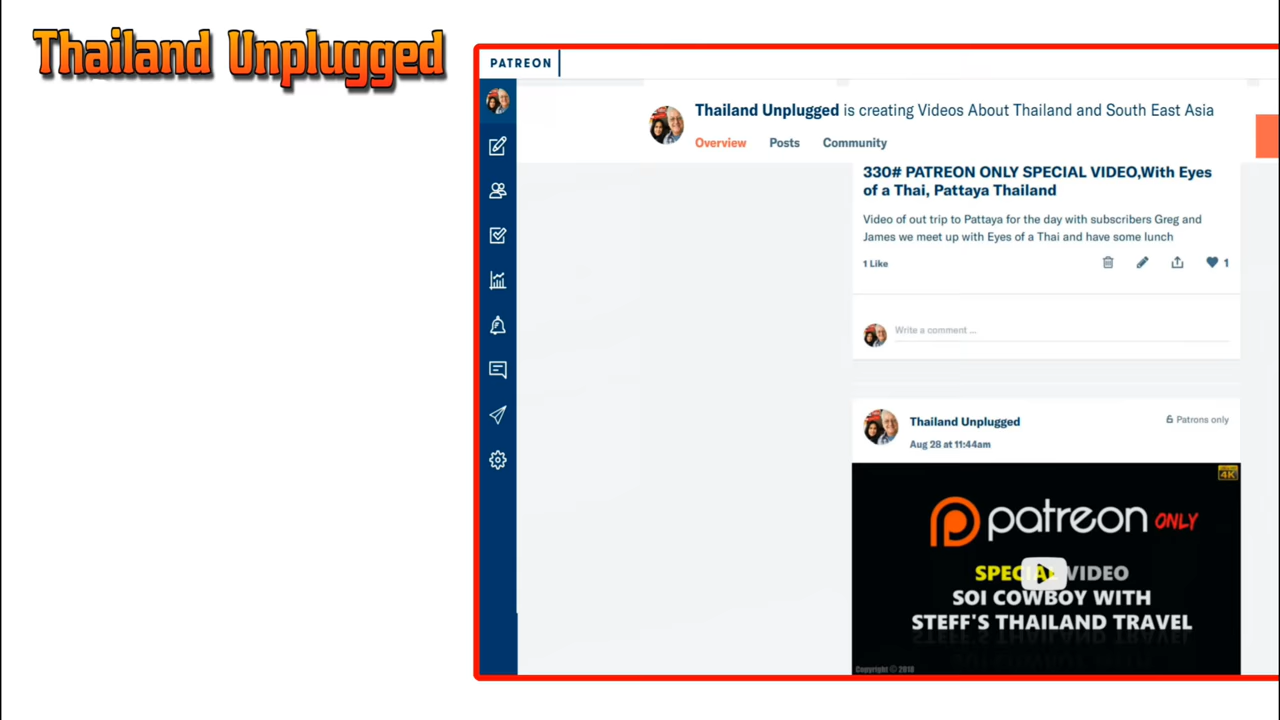 Thailand Unplugged
PATREON
Thailand Unplugged is creating Videos About Thailand and South East Asia
Overview Posts Community
330# PATREON ONLY SPECIAL VIDEO,With Eyes
of a Thai, Pattaya Thailand
Video of out trip to Pattaya for the day with subscribers Greg and
James we meet up with Eyes of a Thai and have some lunch
1 Like
1
Write a comment ...
Thailand Unplugged
Patrons only
Aug 28 at 11:44am
4K
patreon ONLY
SPECIAL VIDEO
SOI COWBOY WITH
STEFF'S THAILAND TRAVEL
Copyright © 2018